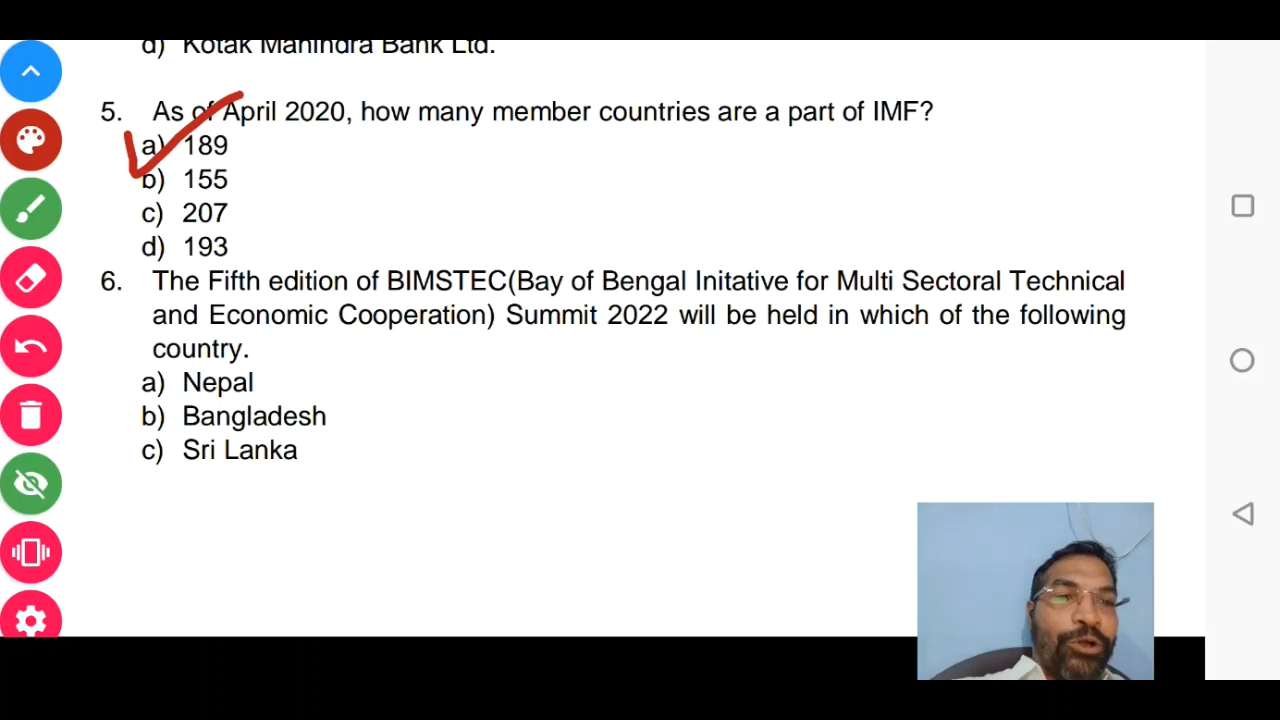 d) Kotak Mahindra Bank Ltd.
5. As of April 2020, how many member countries are a part of IMF?
a) 189
b) 155
c) 207
d) 193
6. The Fifth edition of BIMSTEC(Bay of Bengal Initative for Multi Sectoral Technical
and Economic Cooperation) Summit 2022 will be held in which of the following
country.
a) Nepal
b) Bangladesh
c) Sri Lanka